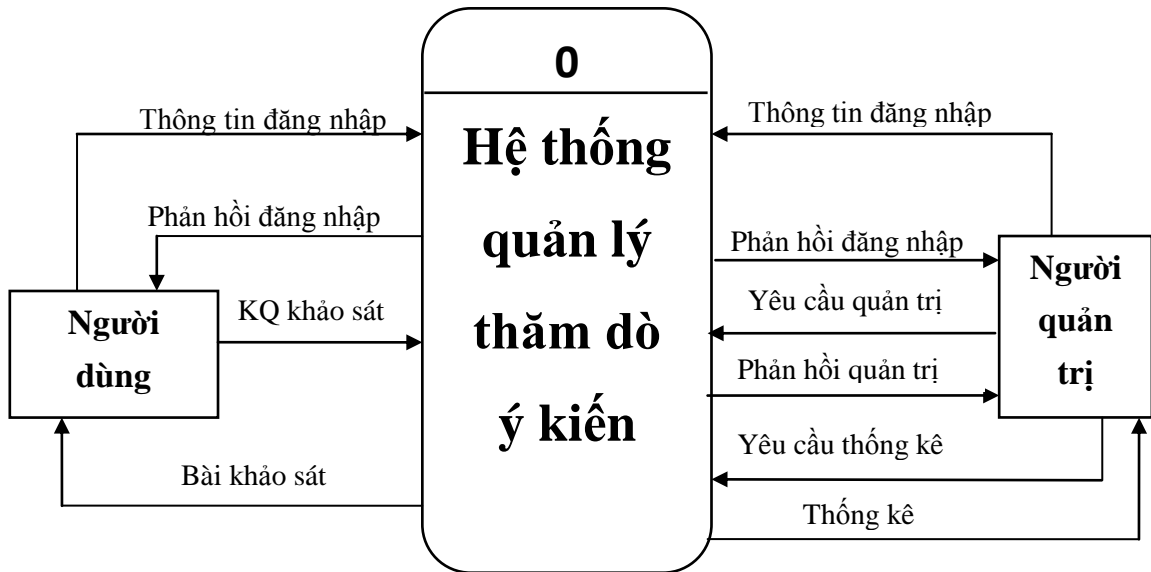 0
Hệ thống
quản lý
thăm dò
ý kiến
Thông tin đăng nhập
Phản hồi đăng nhập
KQ khảo sát
Bài khảo sát
Người
dùng
Thông tin đăng nhập
Phản hồi đăng nhập
Yêu cầu quản trị
Phản hồi quản trị
Yêu cầu thống kê
Thống kê
Người
quản
trị